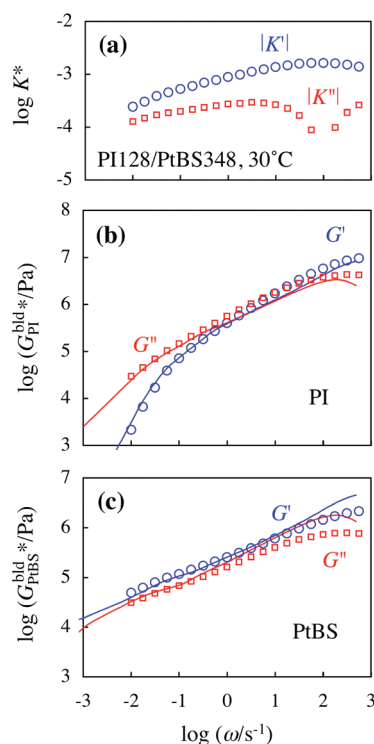 -2
(a)
|K'|
-3
log K*
-4
|K"|
PI128/PtBS348, 30°C
-5
8
(b)
G'
7
log (G_PI^bld*/Pa)
6
5
G"
4
PI
3
7
(c)
G'
6
log (G_PtBS^bld*/Pa)
G"
5
4
PtBS
3
-3 -2 -1 0 1 2 3
log (ω/s⁻¹)